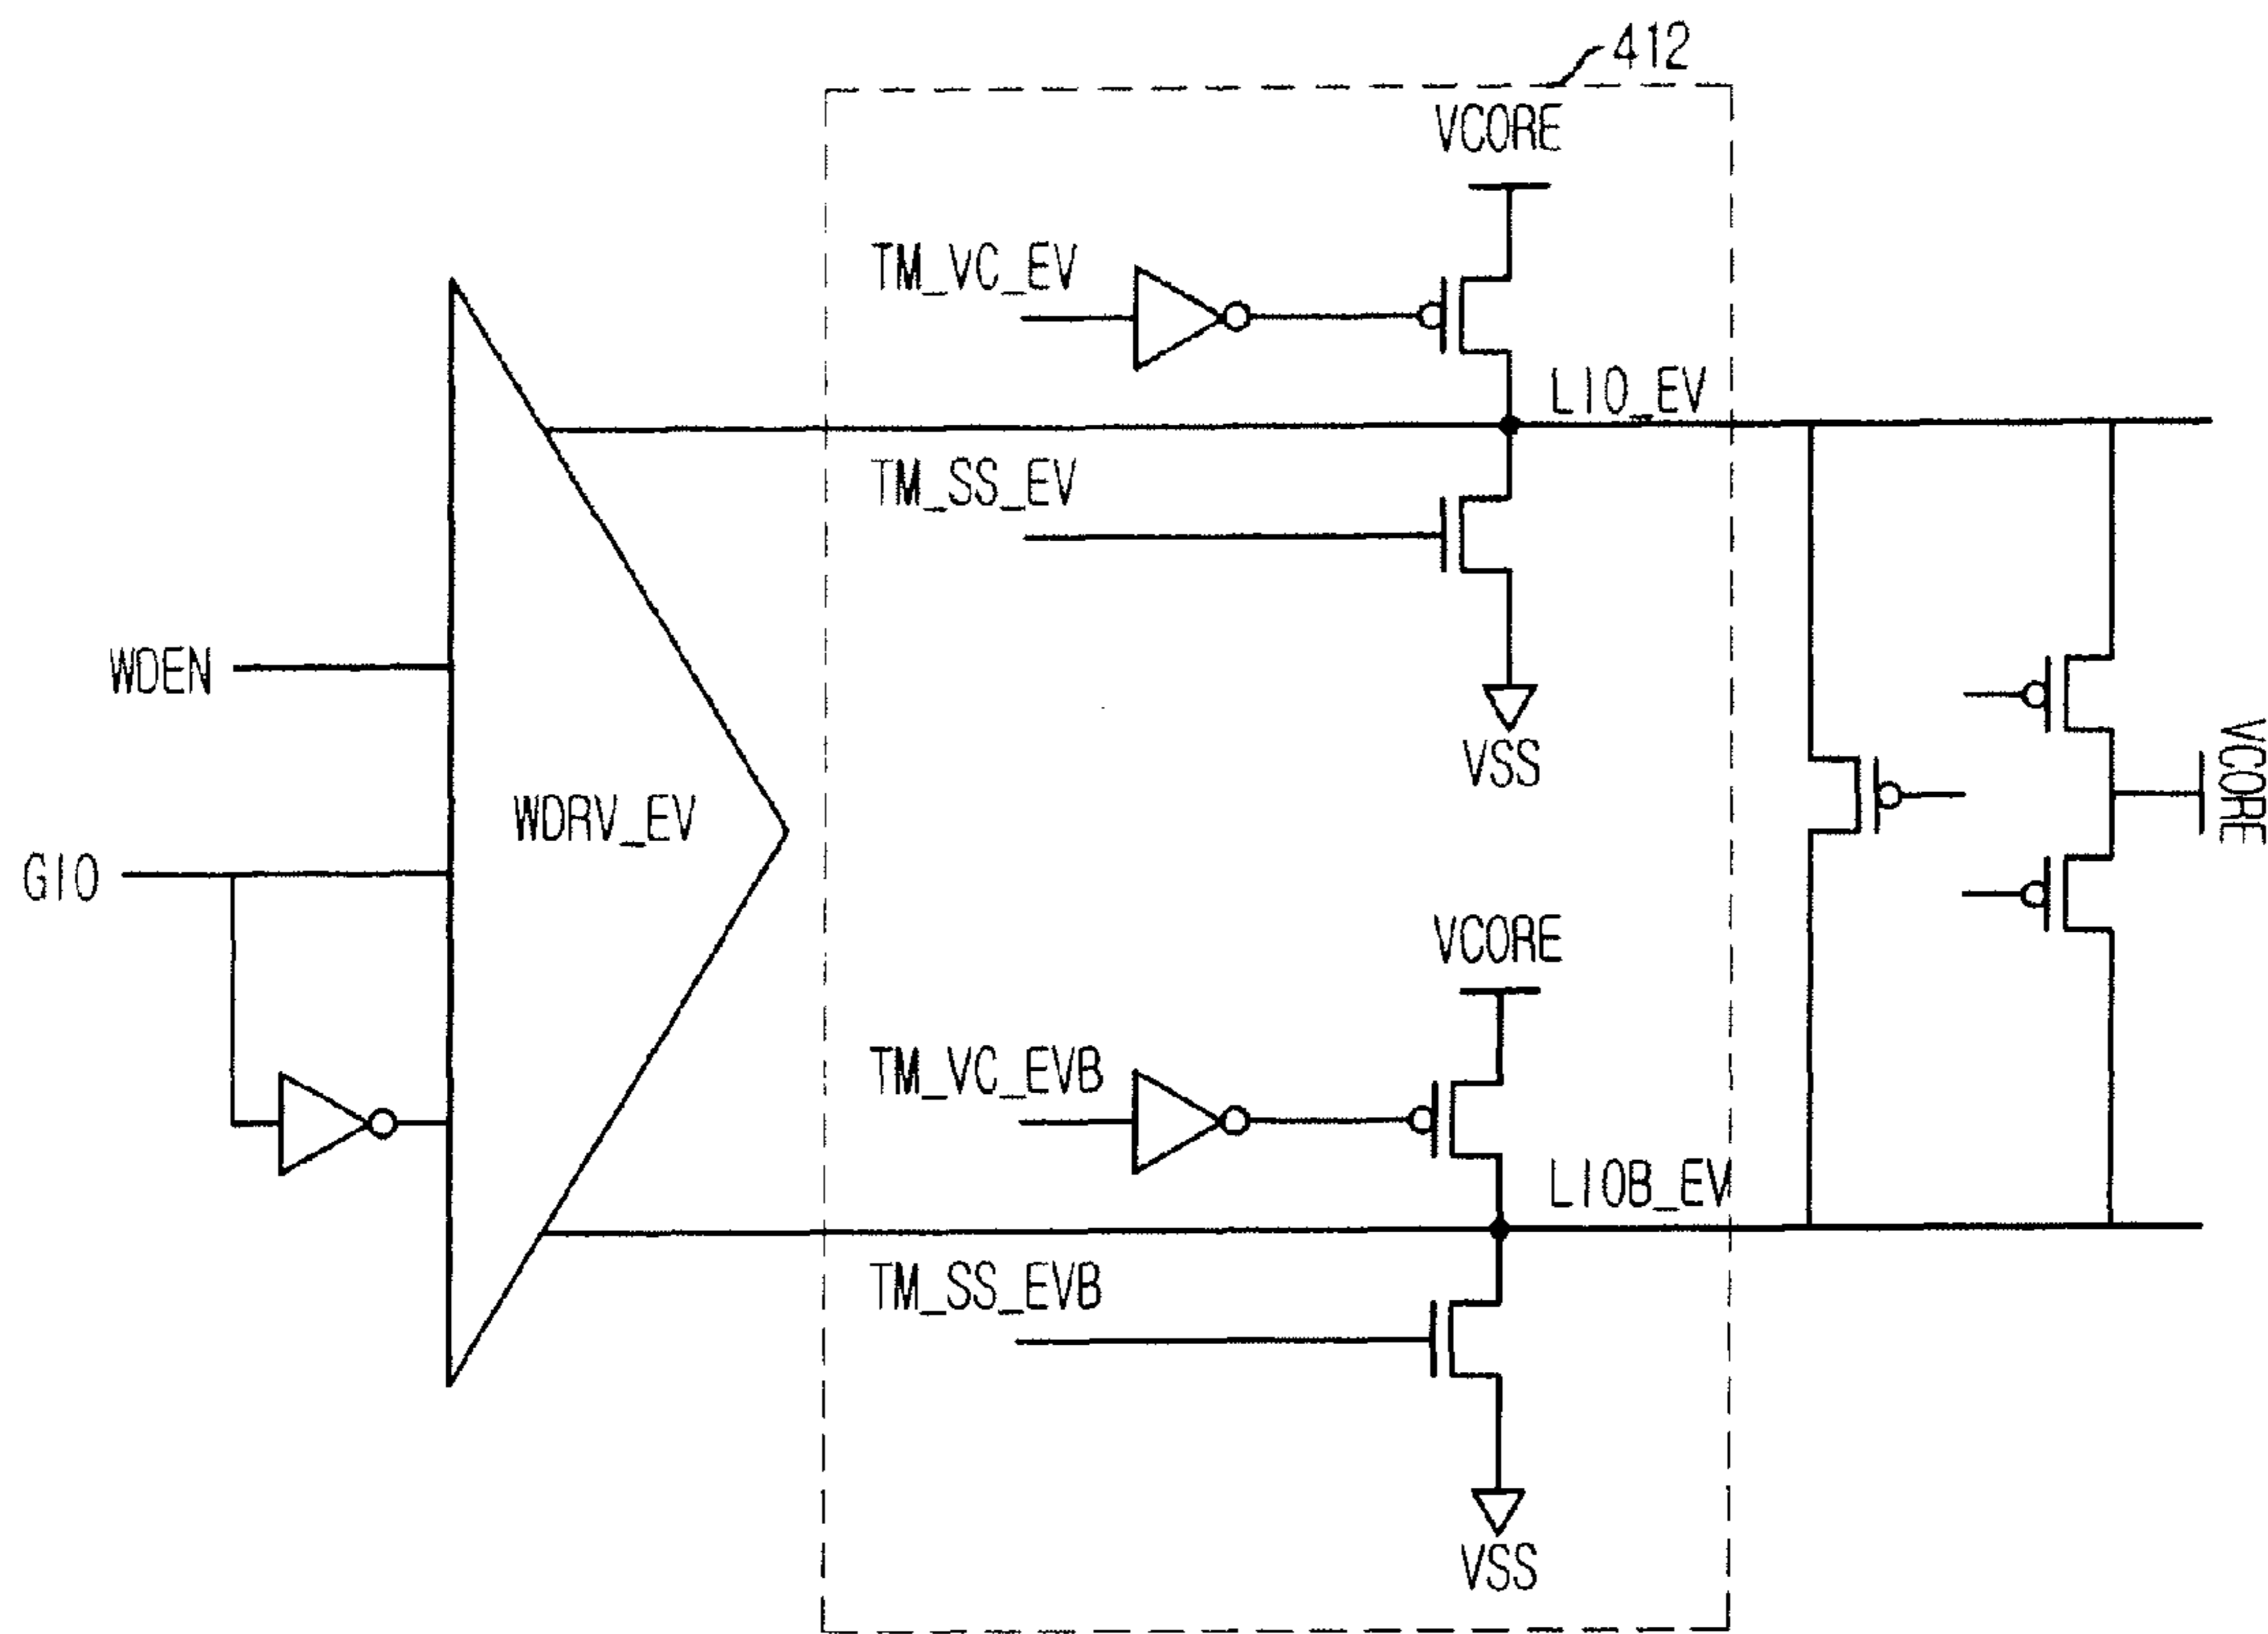 412
VCORE
TM_VC_EV
LIO_EV
TM_SS_EV
WDEN
VSS
VCORE
WDRV_EV
GIO
VCORE
TM_VC_EVB
LIOB_EV
TM_SS_EVB
VSS